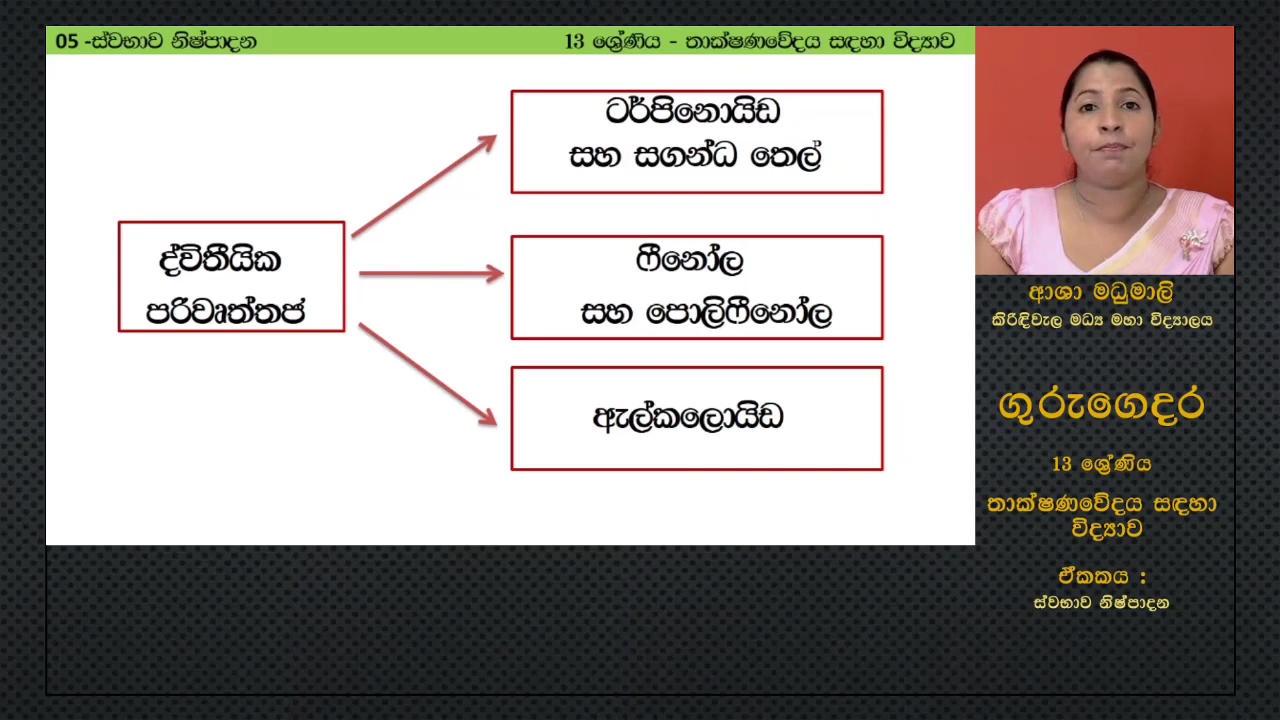 05 -ස්වභාව නිෂ්පාදන
13 ශ්‍රේණිය - තාක්ෂණවේදය සඳහා විද්‍යාව
ටර්පිනොයිඩ
සහ සගන්ධ තෙල්
ද්විතීයික
පරිවෘත්තජ
ෆීනෝල
සහ පොලිෆීනෝල
ඇල්කලොයිඩ
ආශා මධුමාලි
කිරිඳිවැල මධ්‍ය මහා විද්‍යාලය
ගුරුගෙදර
13 ශ්‍රේණිය
තාක්ෂණවේදය සඳහා
විද්‍යාව
ඒකකය :
ස්වභාව නිෂ්පාදන